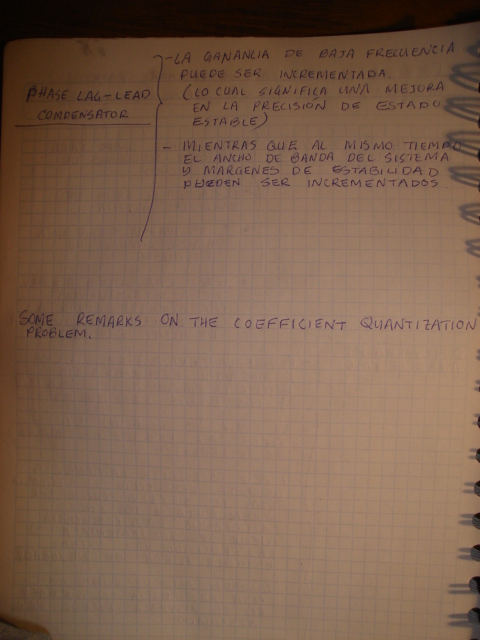 PHASE LAG-LEAD
COMPENSATOR
-LA GANANCIA DE BAJA FRECUENCIA
PUEDE SER INCREMENTADA.
(LO CUAL SIGNIFICA UNA MEJORA
EN LA PRECISIÓN DE ESTADO
ESTABLE)
- MIENTRAS QUE AL MISMO TIEMPO
EL ANCHO DE BANDA DEL SISTEMA
Y MARGENES DE ESTABILIDAD
PUEDEN SER INCREMENTADOS
SOME REMARKS ON THE COEFFICIENT QUANTIZATION
PROBLEM.